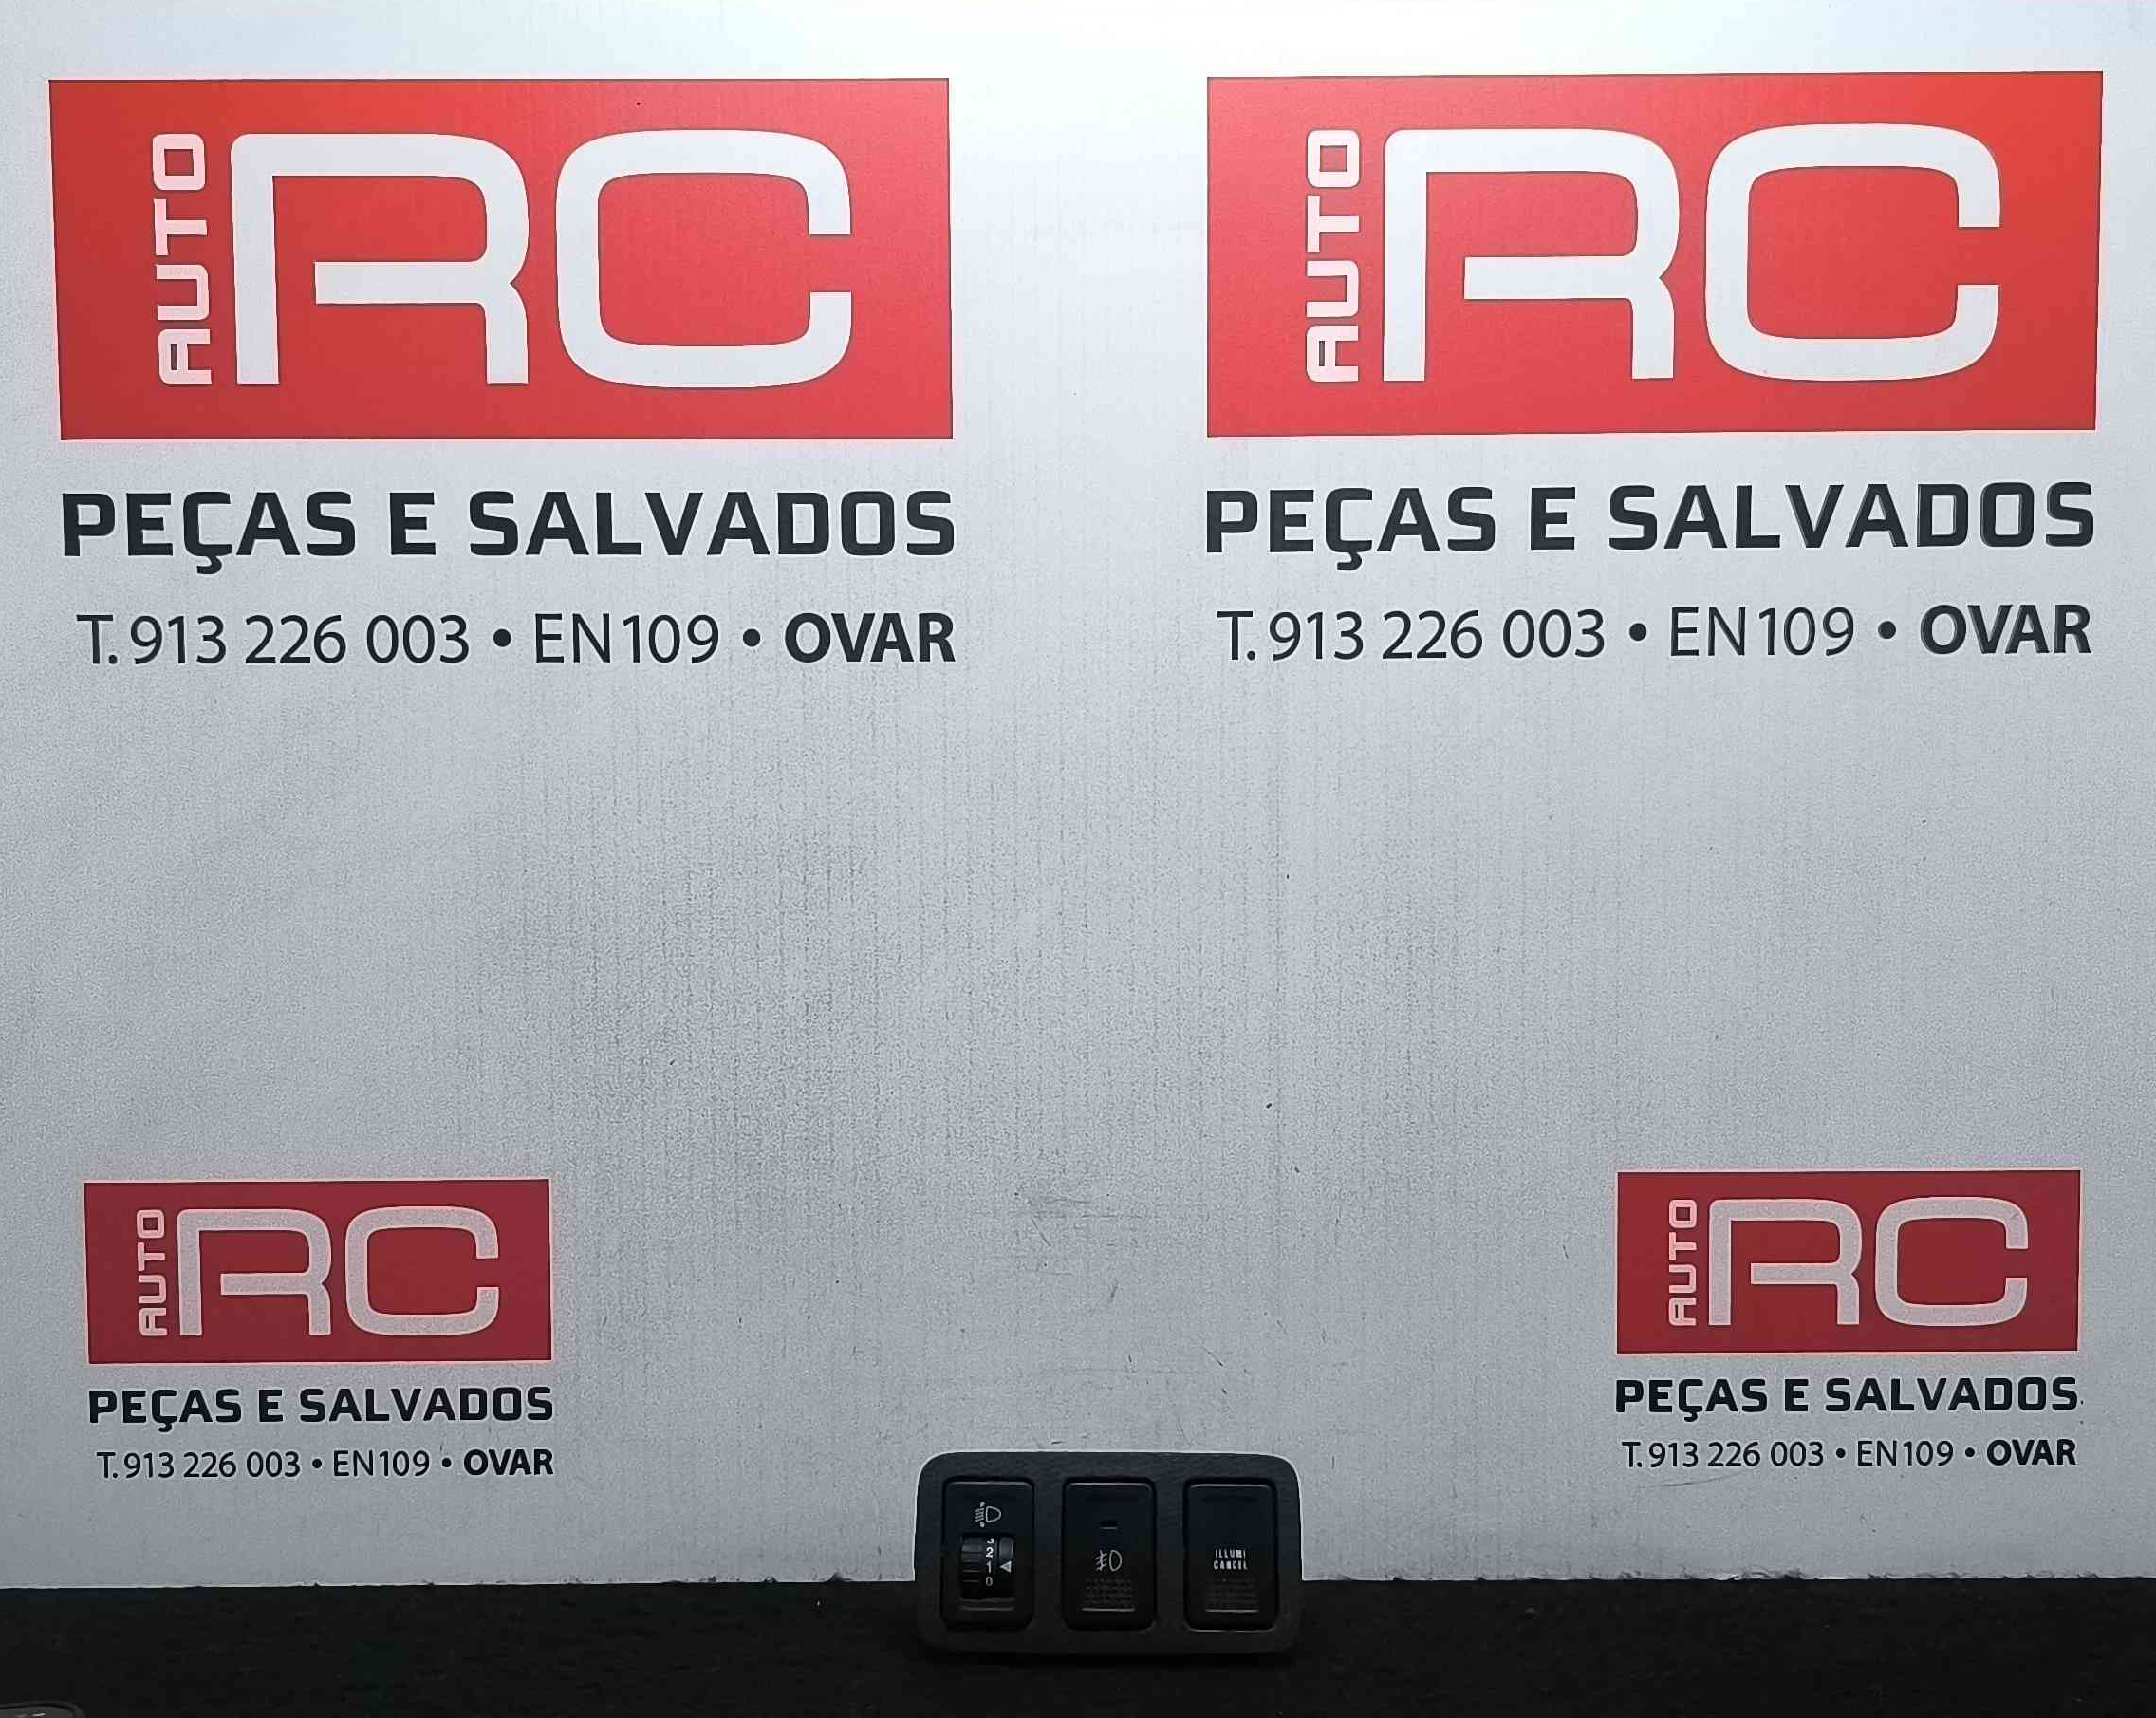 AUTO RC
PEÇAS E SALVADOS
T. 913 226 003 • EN109 • OVAR
AUTO RC
PEÇAS E SALVADOS
T. 913 226 003 • EN109 • OVAR
AUTO RC
PEÇAS E SALVADOS
T. 913 226 003 • EN109 • OVAR
AUTO RC
PEÇAS E SALVADOS
T. 913 226 003 • EN109 • OVAR
3
2
1
0
ILLUMI
CANCEL